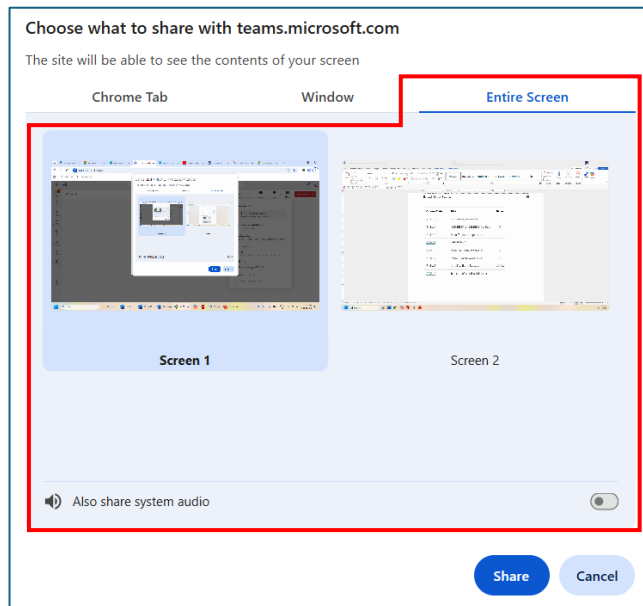 Choose what to share with teams.microsoft.com
The site will be able to see the contents of your screen
Chrome Tab Window Entire Screen
Screen 1 Screen 2
Also share system audio
Share Cancel